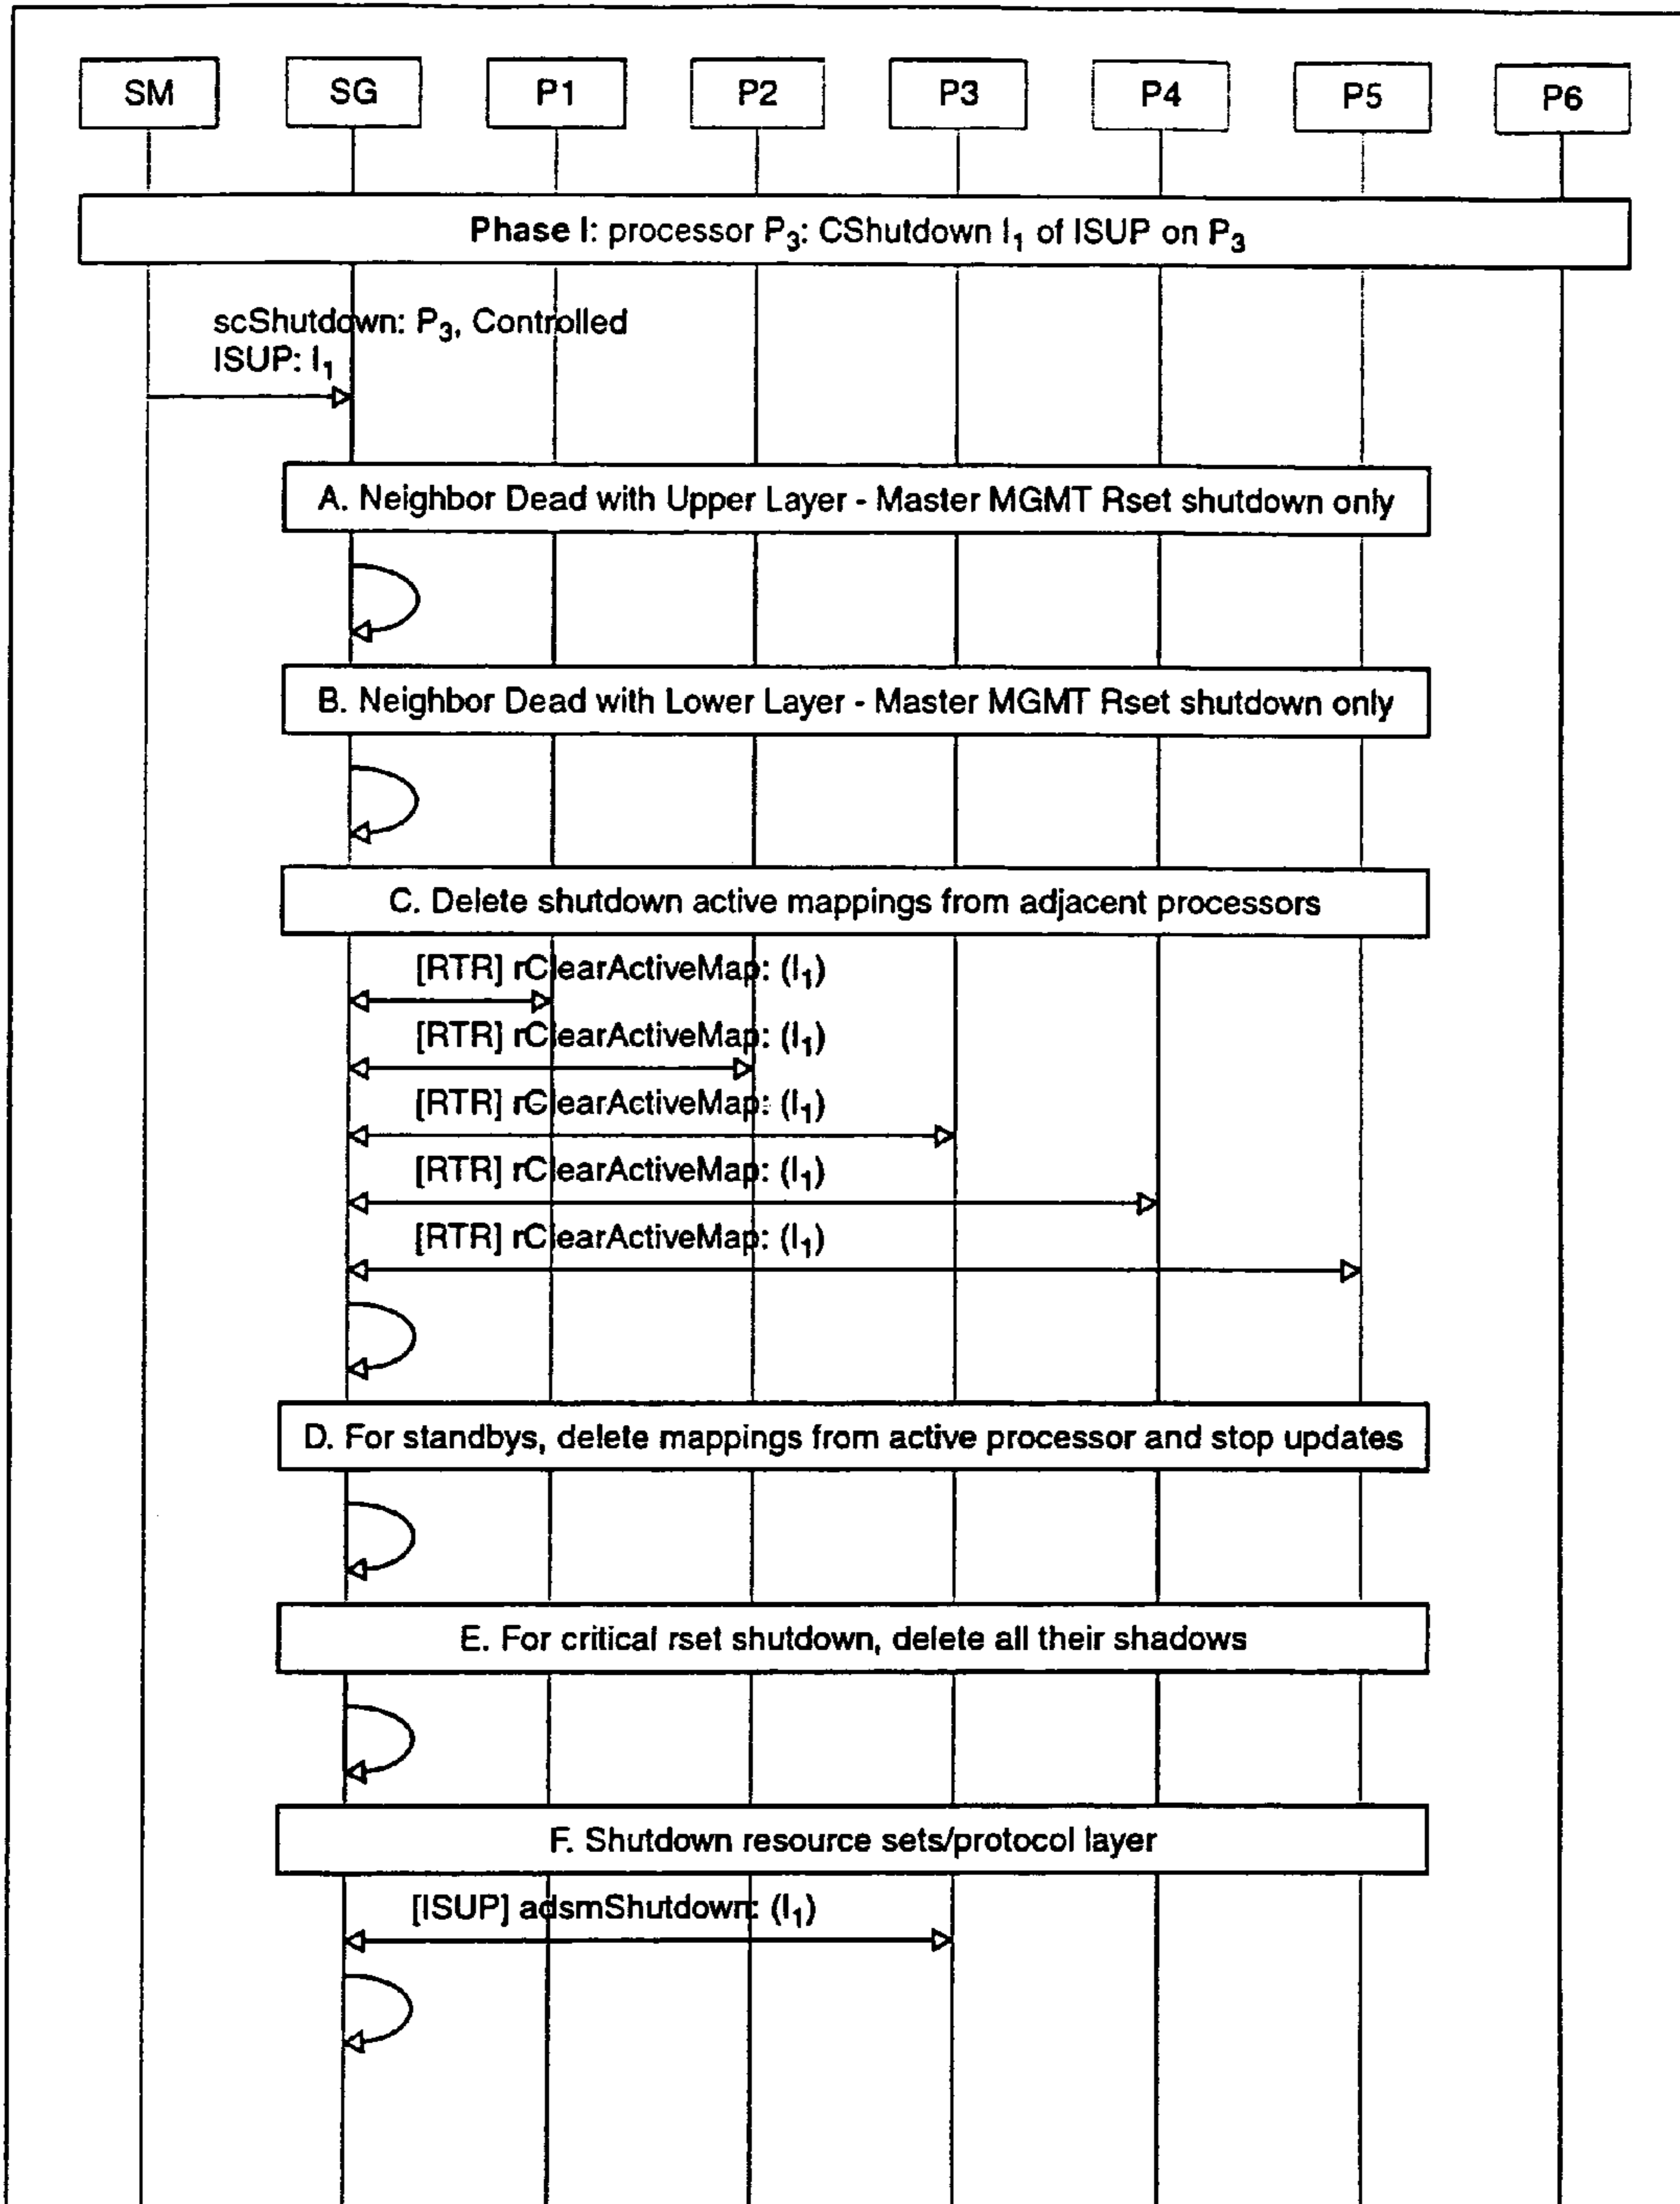 SM SG P1 P2 P3 P4 P5 P6
Phase I: processor P₃: CShutdown I₁ of ISUP on P₃
scShutdown: P₃, Controlled
ISUP: I₁
A. Neighbor Dead with Upper Layer - Master MGMT Rset shutdown only
B. Neighbor Dead with Lower Layer - Master MGMT Rset shutdown only
C. Delete shutdown active mappings from adjacent processors
[RTR] rClearActiveMap: (I₁)
[RTR] rClearActiveMap: (I₁)
[RTR] rClearActiveMap: (I₁)
[RTR] rClearActiveMap: (I₁)
[RTR] rClearActiveMap: (I₁)
D. For standbys, delete mappings from active processor and stop updates
E. For critical rset shutdown, delete all their shadows
F. Shutdown resource sets/protocol layer
[ISUP] adsmShutdown: (I₁)